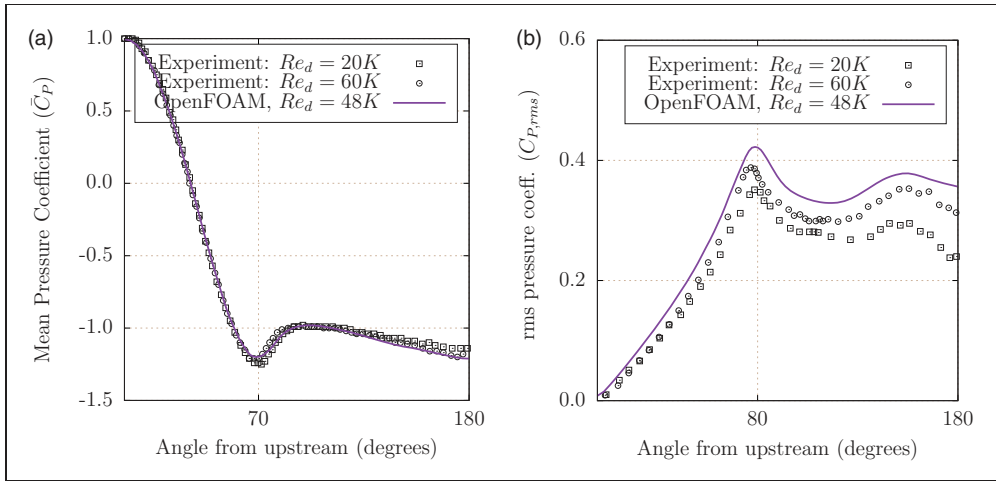 (a)
Experiment: Re_d = 20K
Experiment: Re_d = 60K
OpenFOAM, Re_d = 48K
Mean Pressure Coefficient (C̄_P)
1.0
0.5
0.0
-0.5
-1.0
-1.5
70
180
Angle from upstream (degrees)
(b)
Experiment: Re_d = 20K
Experiment: Re_d = 60K
OpenFOAM, Re_d = 48K
rms pressure coeff. (C_{P,rms})
0.6
0.4
0.2
0.0
80
180
Angle from upstream (degrees)